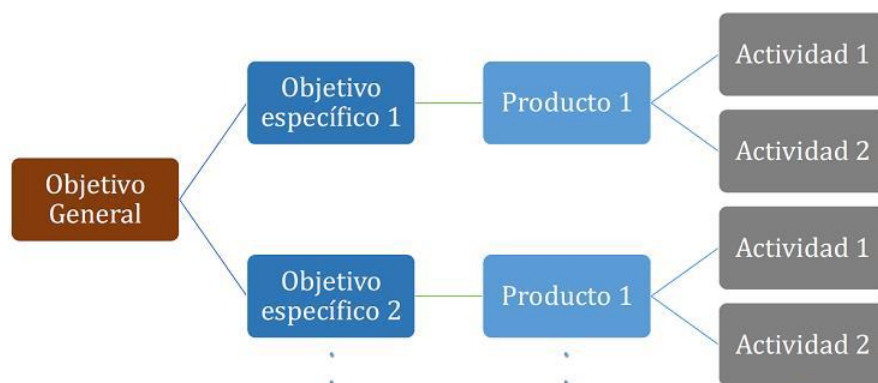 Objetivo
General
Objetivo
específico 1
Producto 1
Actividad 1
Actividad 2
Objetivo
específico 2
Producto 1
Actividad 1
Actividad 2